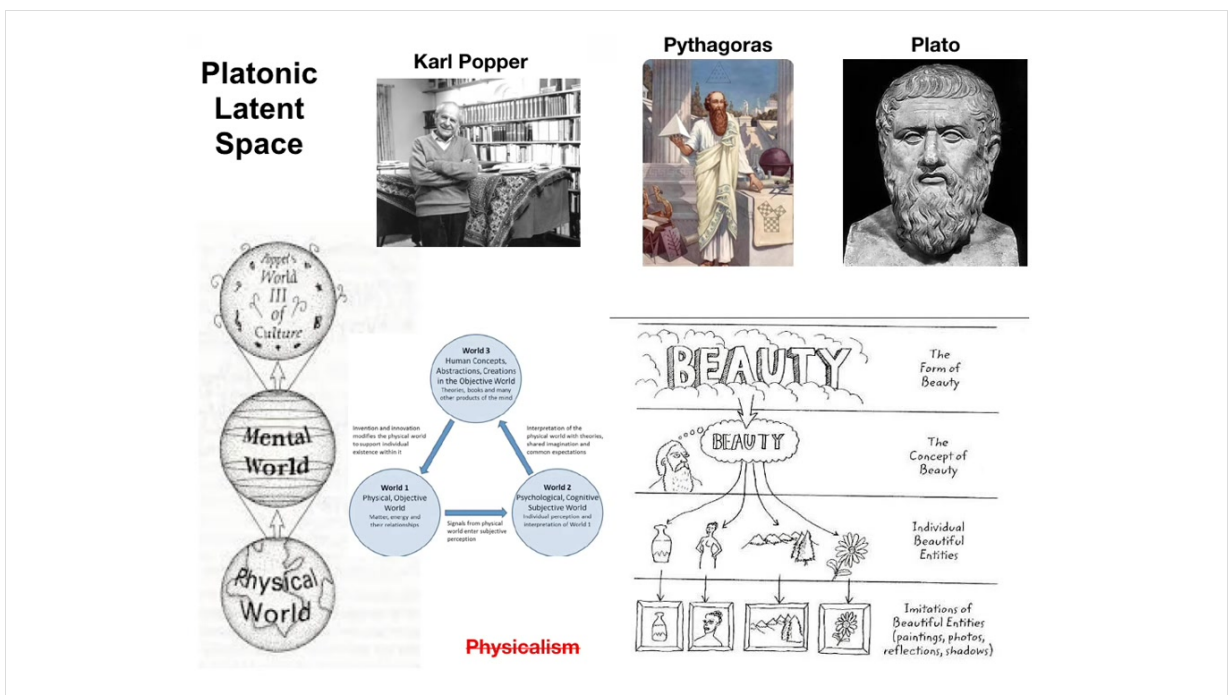 Platonic
Latent
Space
Karl Popper
Pythagoras
Plato
Popper's
World
III
of
Culture
Mental
World
Physical
World
World 3
Human Concepts,
Abstractions, Creations
in the Objective World
Theories, books and many
other products of the mind
Invention and innovation
modifies the physical world
to support individual
existence within it
Interpretation of the
physical world with theories,
shared imagination and
common expectations
World 1
Physical, Objective
World
Matter, energy and
their relationships
Signals from physical
world enter subjective
perception
World 2
Psychological, Cognitive
Subjective World
Individual perception and
interpretation of World 1
Physicalism
BEAUTY
The
Form of
Beauty
BEAUTY
The
Concept of
Beauty
Individual
Beautiful
Entities
Imitations of
Beautiful Entities
(paintings, photos,
reflections, shadows)